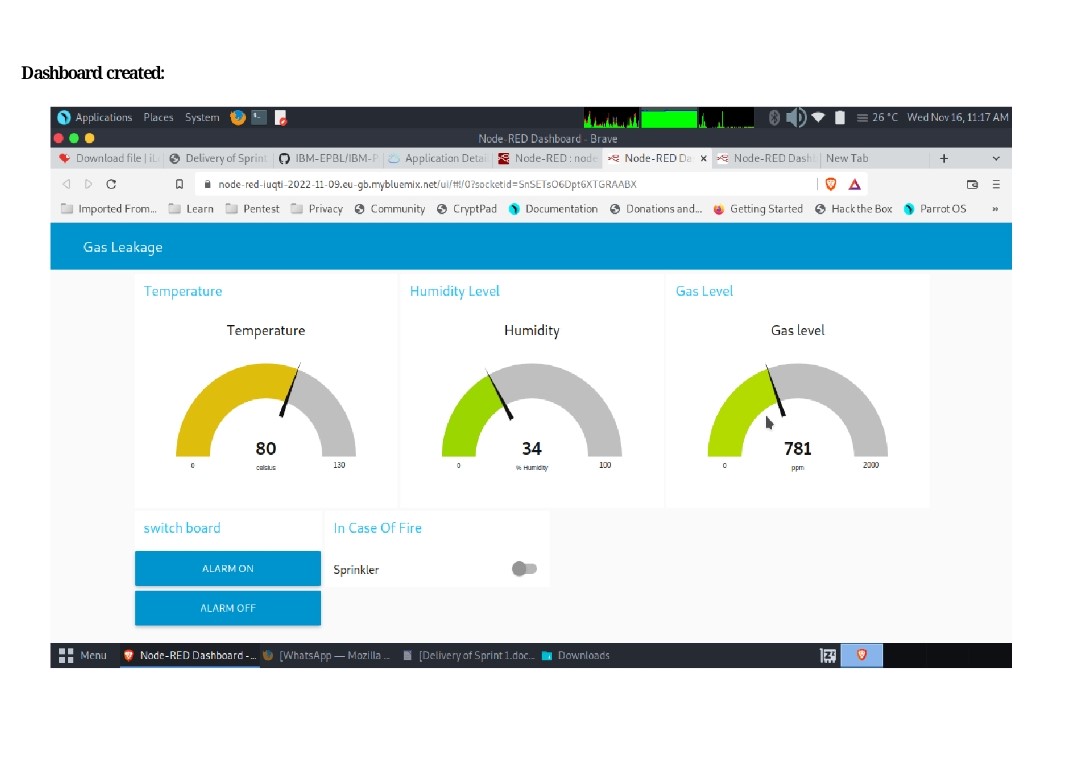 Dashboard created:
Applications Places System 26 °C Wed Nov 16, 11:17 AM
Node-RED Dashboard - Brave
Download file | iL Delivery of Sprint IBM-EPBL/IBM-P Application Detai Node-RED : node Node-RED Da: × Node-RED Dash New Tab +
node-red-iuqti-2022-11-09.eu-gb.mybluemix.net/ui/#!/0?socketid=SnSETsO6Dpt6XTGRAABX
Imported From... Learn Pentest Privacy Community CryptPad Documentation Donations and... Getting Started Hack the Box Parrot OS »
Gas Leakage
Temperature Humidity Level Gas Level
Temperature Humidity Gas level
80 34 781
0 celsius 130 0 % Humidity 100 0 ppm 2000
switch board In Case Of Fire
ALARM ON Sprinkler
ALARM OFF
Menu Node-RED Dashboard -... [WhatsApp — Mozilla ... [Delivery of Sprint 1.doc... Downloads